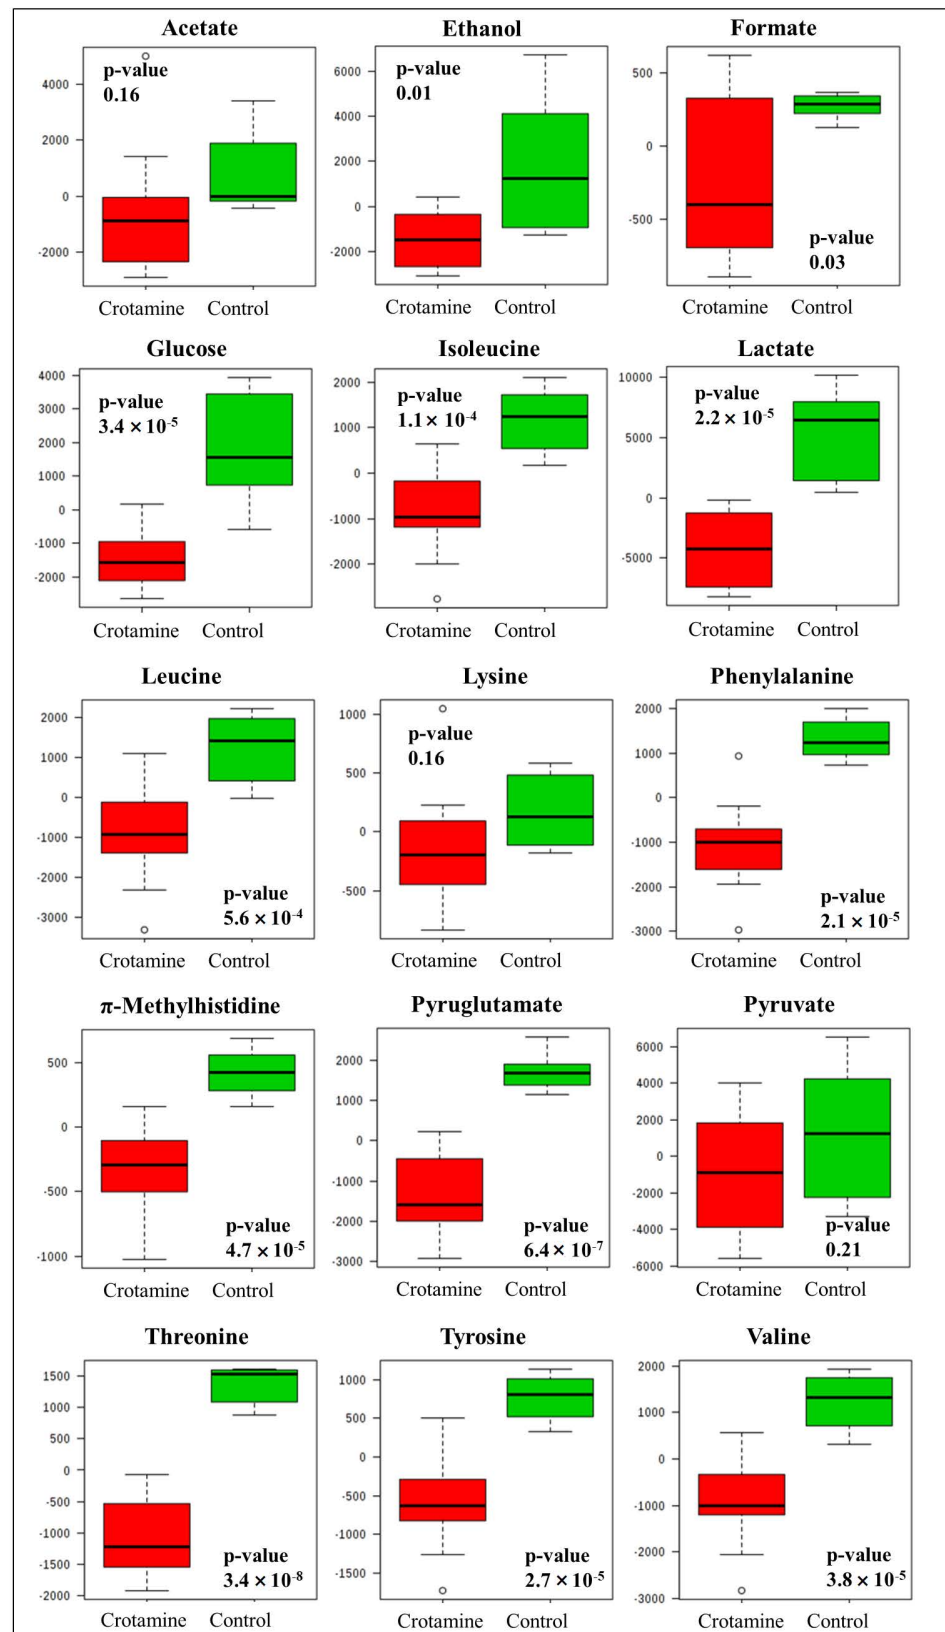 Acetate
p-value
0.16
4000
2000
0
-2000
Crotamine Control
Ethanol
p-value
0.01
6000
4000
2000
0
-2000
Crotamine Control
Formate
500
0
-500
p-value
0.03
Crotamine Control
Glucose
p-value
3.4 × 10⁻⁵
4000
3000
2000
1000
0
-1000
-2000
Crotamine Control
Isoleucine
p-value
1.1 × 10⁻⁴
2000
1000
0
-1000
-2000
Crotamine Control
Lactate
p-value
2.2 × 10⁻⁵
10000
5000
0
-5000
Crotamine Control
Leucine
2000
1000
0
-1000
-2000
-3000
p-value
5.6 × 10⁻⁴
Crotamine Control
Lysine
p-value
0.16
1000
500
0
-500
Crotamine Control
Phenylalanine
2000
1000
0
-1000
-2000
-3000
p-value
2.1 × 10⁻⁵
Crotamine Control
π-Methylhistidine
500
0
-500
-1000
p-value
4.7 × 10⁻⁵
Crotamine Control
Pyruglutamate
2000
1000
0
-1000
-2000
-3000
p-value
6.4 × 10⁻⁷
Crotamine Control
Pyruvate
6000
4000
2000
0
-2000
-4000
-6000
p-value
0.21
Crotamine Control
Threonine
1500
1000
500
0
-500
-1000
-1500
-2000
p-value
3.4 × 10⁻⁸
Crotamine Control
Tyrosine
1000
500
0
-500
-1000
-1500
p-value
2.7 × 10⁻⁵
Crotamine Control
Valine
2000
1000
0
-1000
-2000
-3000
p-value
3.8 × 10⁻⁵
Crotamine Control